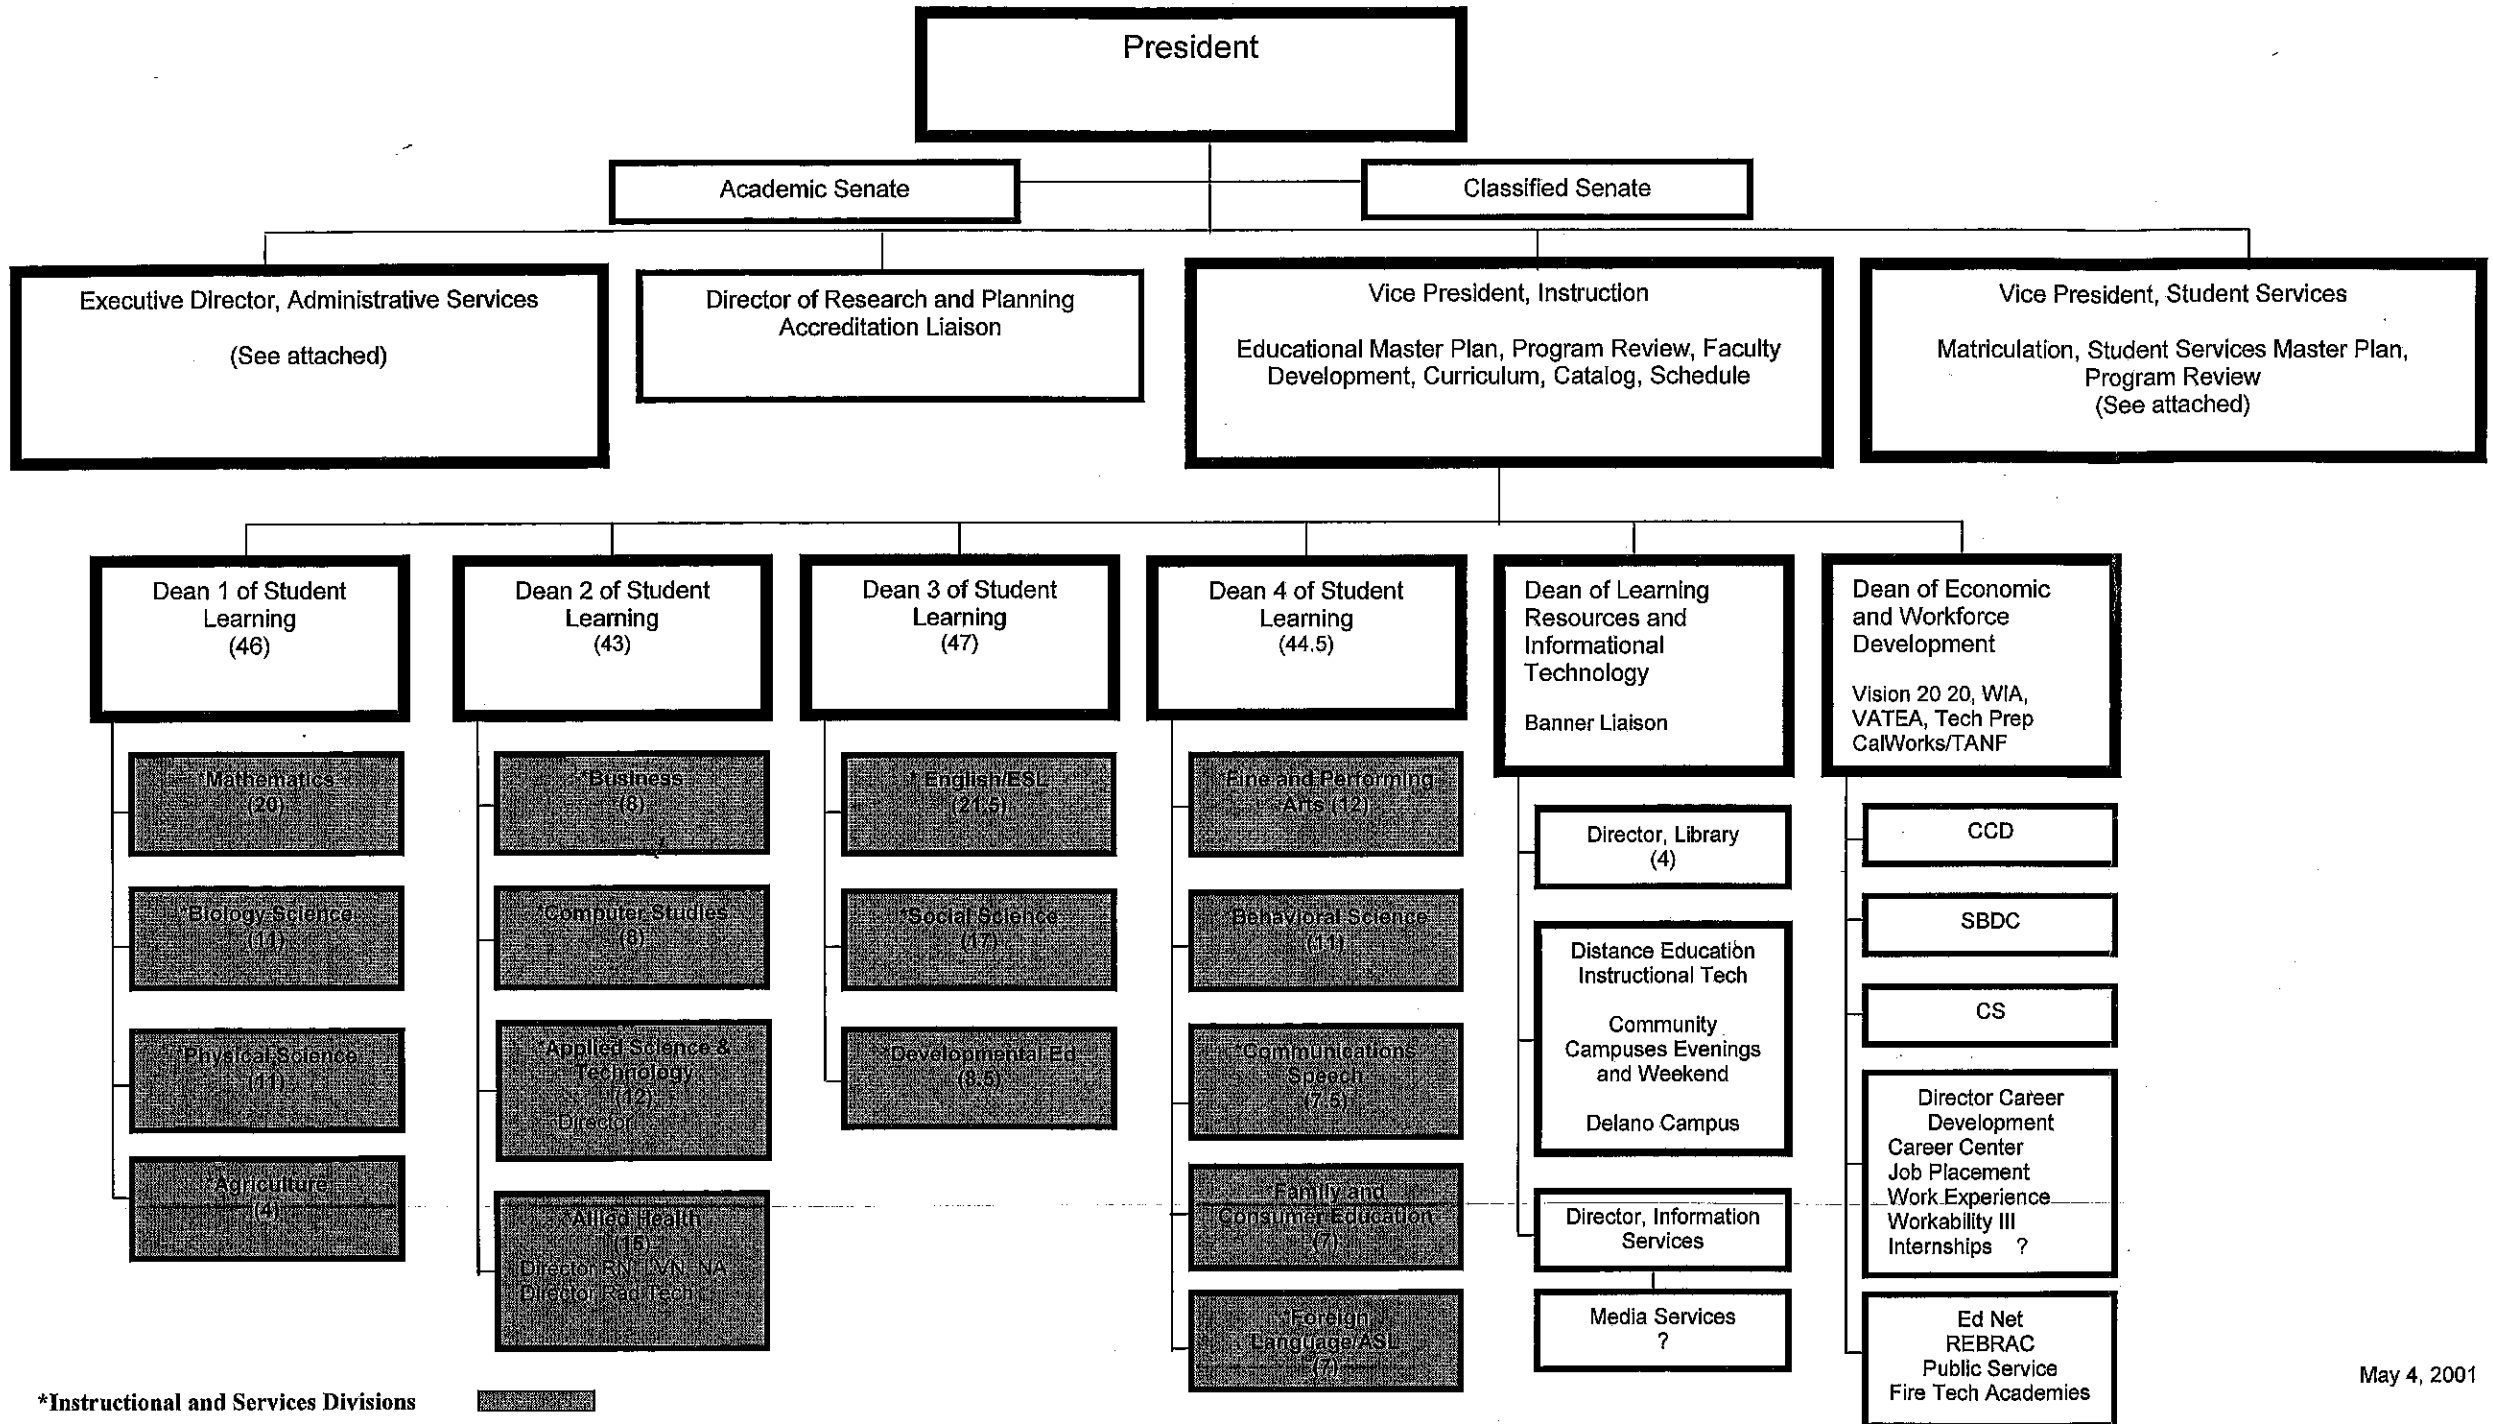 President
Academic Senate
Classified Senate
Executive Director, Administrative Services
(See attached)
Director of Research and Planning
Accreditation Liaison
Vice President, Instruction
Educational Master Plan, Program Review, Faculty
Development, Curriculum, Catalog, Schedule
Vice President, Student Services
Matriculation, Student Services Master Plan,
Program Review
(See attached)
Dean 1 of Student
Learning
(46)
*Mathematics
(20)
*Biology Science
(11)
*Physical Science
(11)
*Agriculture
(4)
Dean 2 of Student
Learning
(43)
*Business
(8)
*Computer Studies
(8)
*Applied Science &
Technology
(12)
Director
*Allied Health
(15)
Director RN, LVN, NA
Director Rad Tech
Dean 3 of Student
Learning
(47)
* English/ESL
(21.5)
*Social Science
(17)
*Developmental Ed
(8.5)
Dean 4 of Student
Learning
(44.5)
*Fine and Performing
Arts (12)
*Behavioral Science
(11)
*Communications
Speech
(7.5)
*Family and
Consumer Education
(7)
*Foreign
Language/ASL
(7)
Dean of Learning
Resources and
Informational
Technology
Banner Liaison
Director, Library
(4)
Distance Education
Instructional Tech
Community
Campuses Evenings
and Weekend
Delano Campus
Director, Information
Services
Media Services
?
Dean of Economic
and Workforce
Development
Vision 20 20, WIA,
VATEA, Tech Prep
CalWorks/TANF
CCD
SBDC
CS
Director Career
Development
Career Center
Job Placement
Work Experience
Workability III
Internships ?
Ed Net
REBRAC
Public Service
Fire Tech Academies
*Instructional and Services Divisions
May 4, 2001